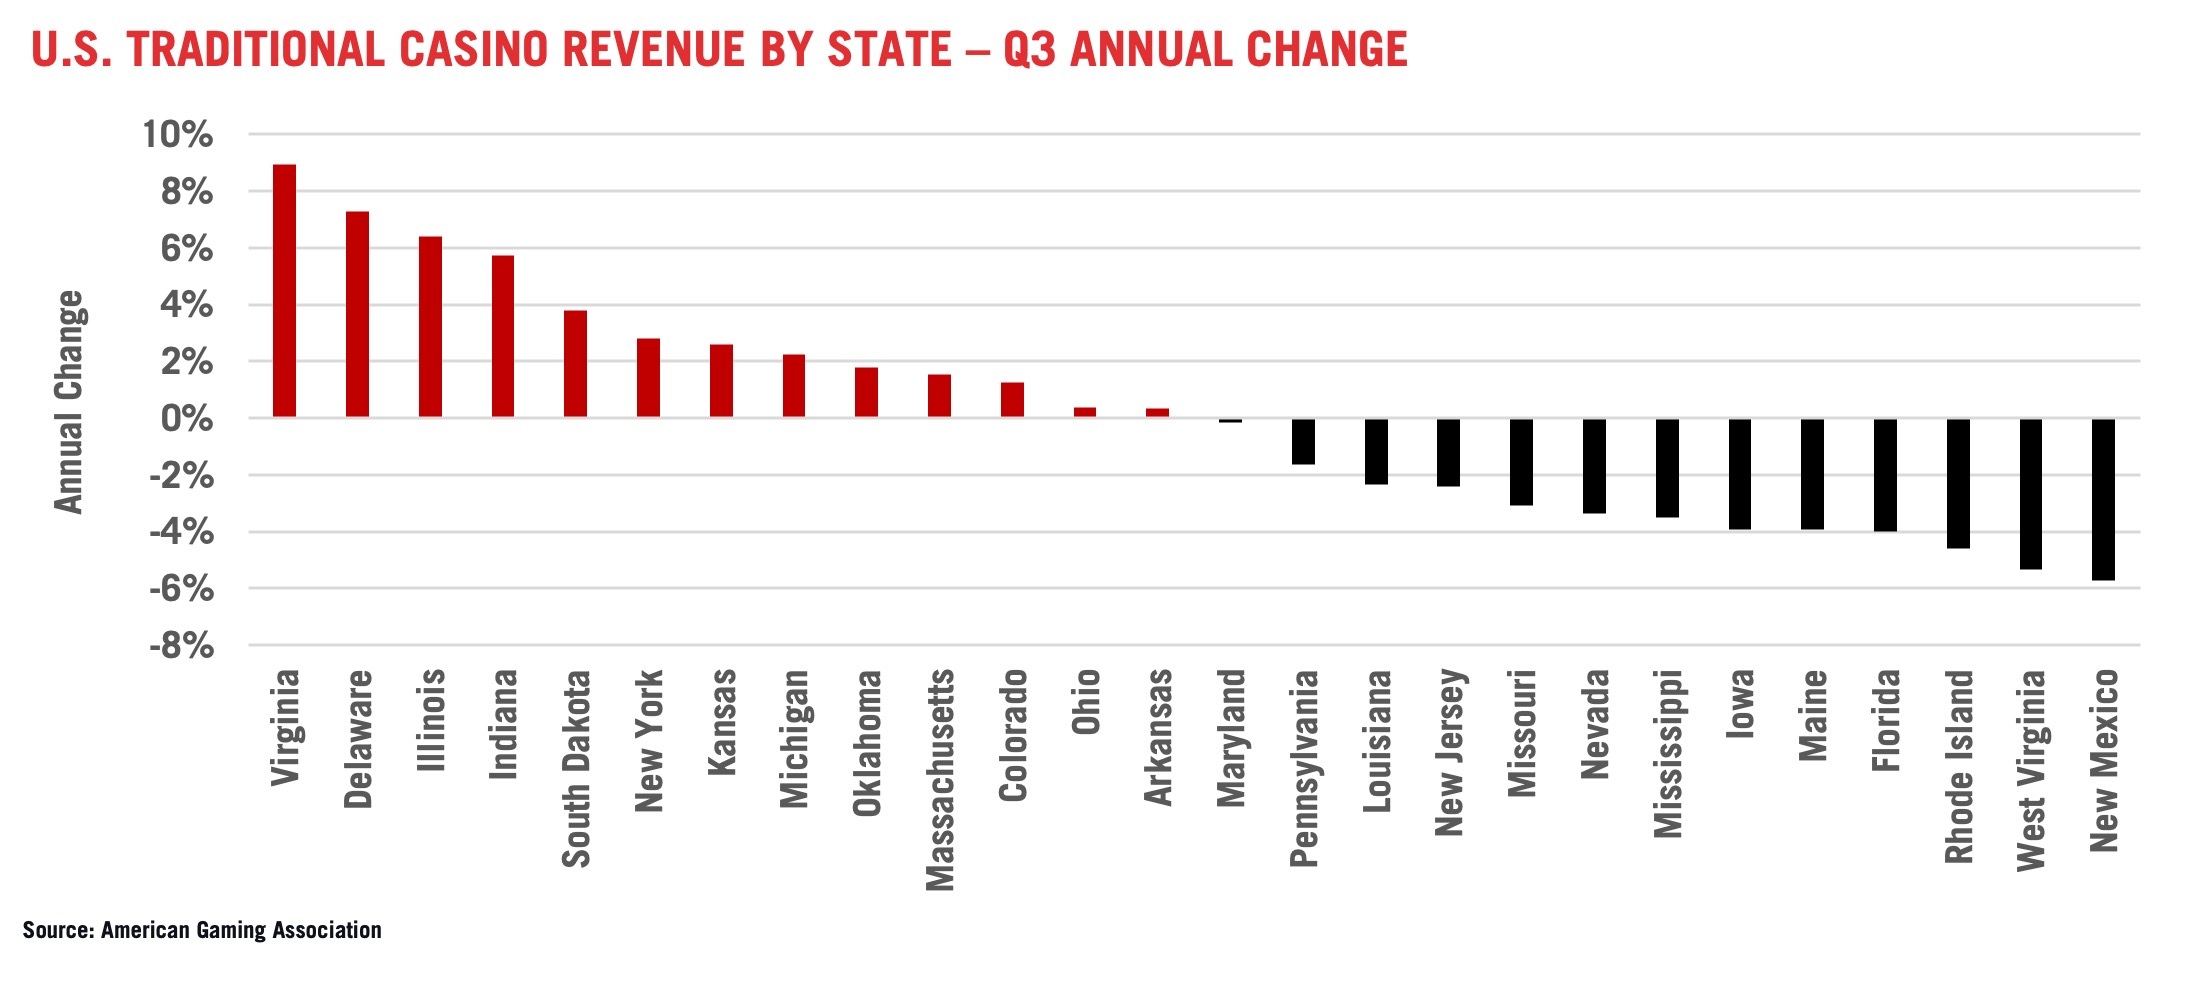 U.S. TRADITIONAL CASINO REVENUE BY STATE – Q3 ANNUAL CHANGE
Annual Change
10%
8%
6%
4%
2%
0%
-2%
-4%
-6%
-8%
Virginia
Delaware
Illinois
Indiana
South Dakota
New York
Kansas
Michigan
Oklahoma
Massachusetts
Colorado
Ohio
Arkansas
Maryland
Pennsylvania
Louisiana
New Jersey
Missouri
Nevada
Mississippi
Iowa
Maine
Florida
Rhode Island
West Virginia
New Mexico
Source: American Gaming Association